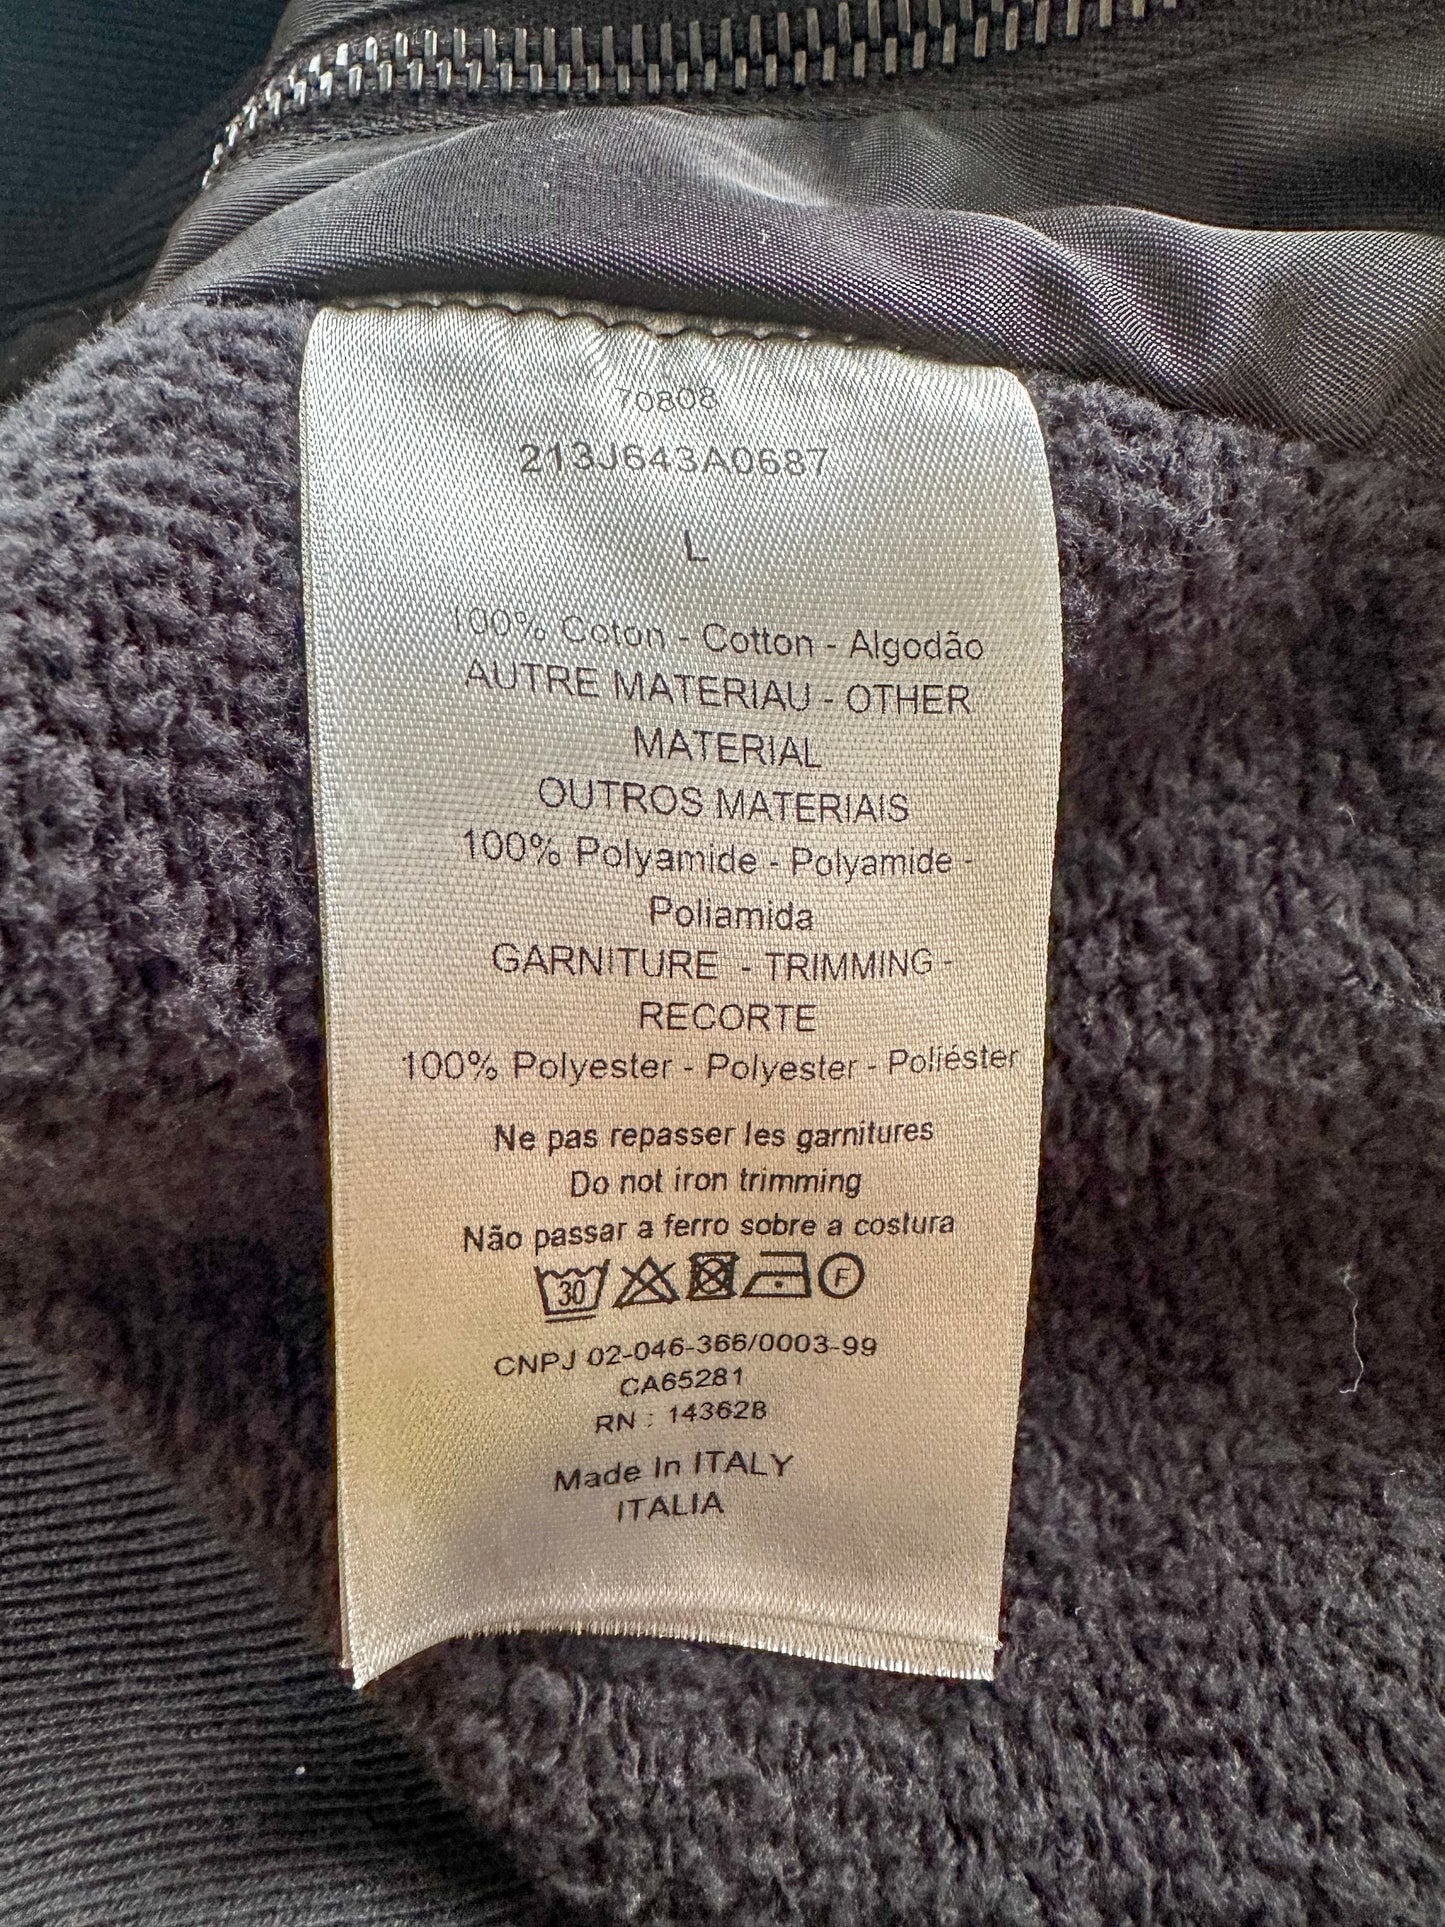 70808
213J643A0687
L
100% Coton - Cotton - Algodão
AUTRE MATERIAU - OTHER
MATERIAL
OUTROS MATERIAIS
100% Polyamide - Polyamide -
Poliamida
GARNITURE - TRIMMING -
RECORTE
100% Polyester - Polyester - Poliéster
Ne pas repasser les garnitures
Do not iron trimming
Não passar a ferro sobre a costura
30 F
CNPJ 02-046-366/0003-99
CA65281
RN : 143628
Made In ITALY
ITALIA